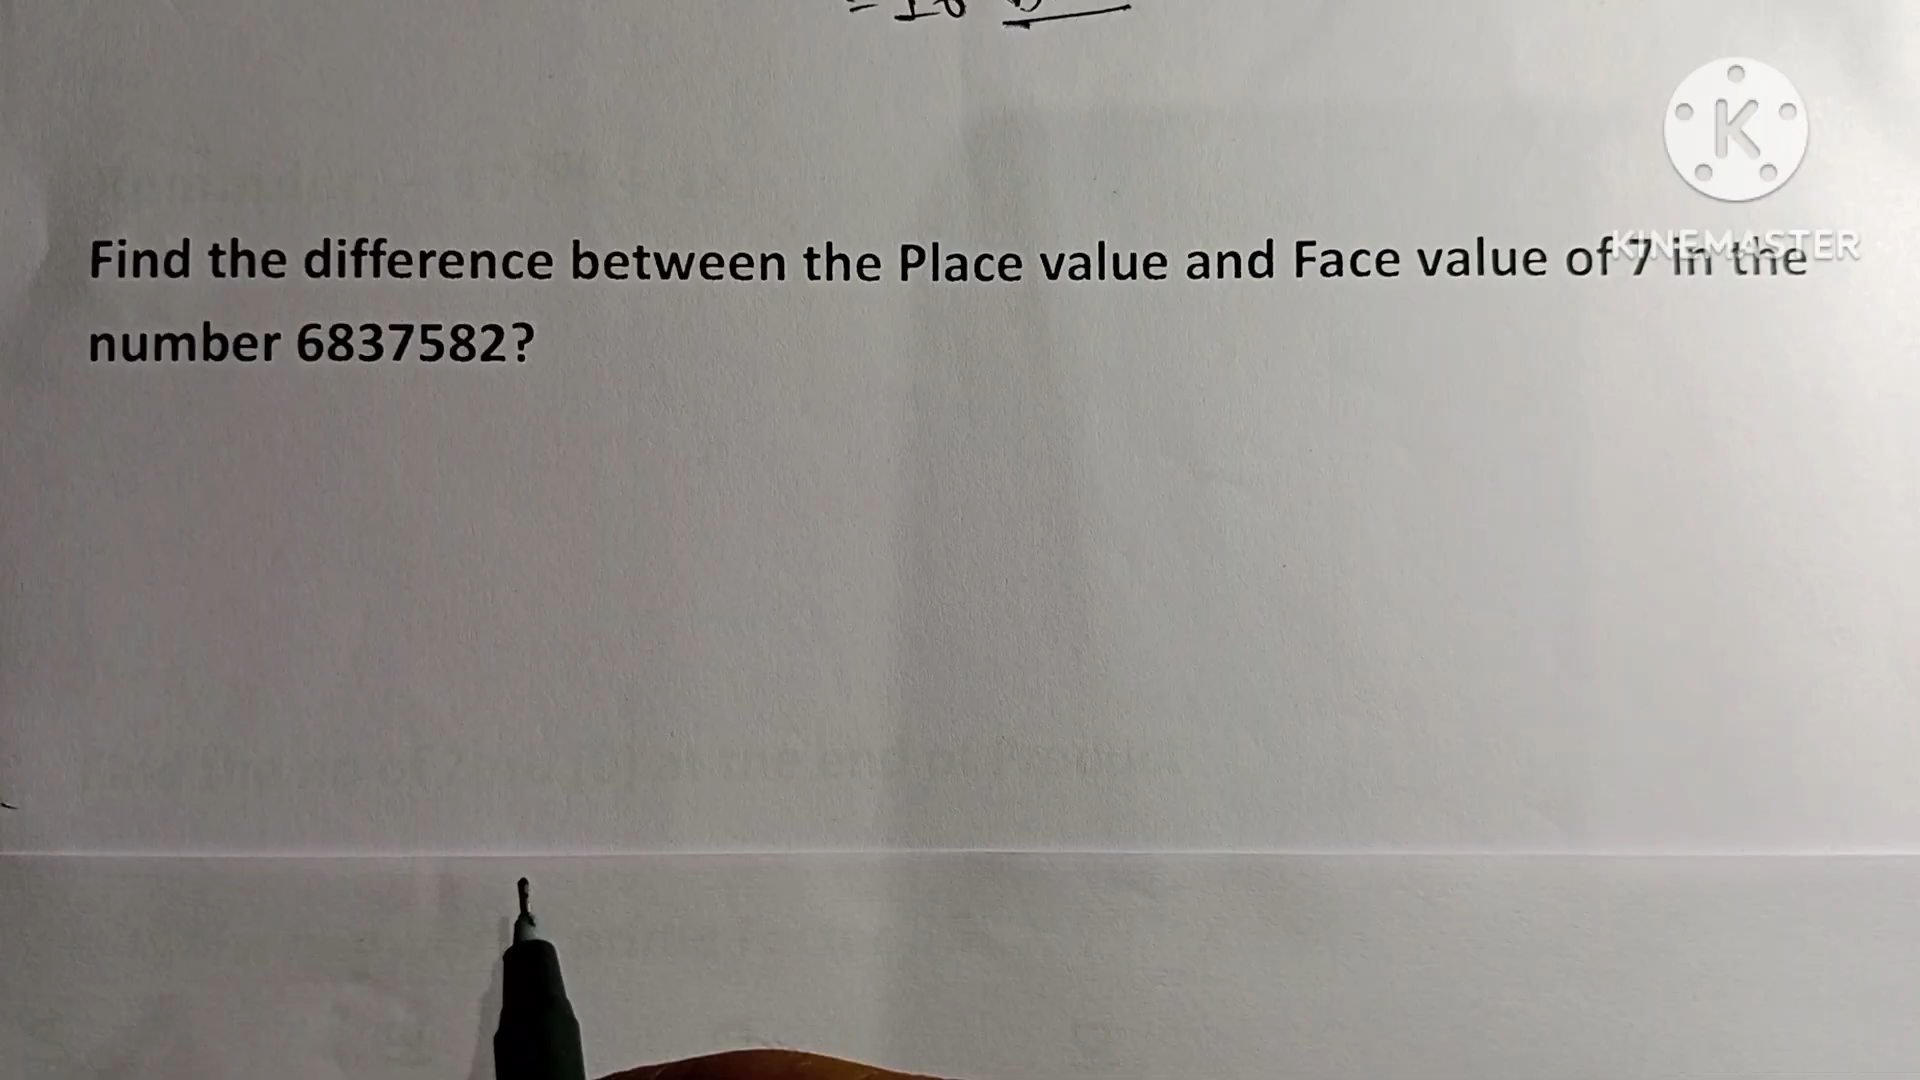 K
KINEMASTER
Find the difference between the Place value and Face value of 7 in the
number 6837582?